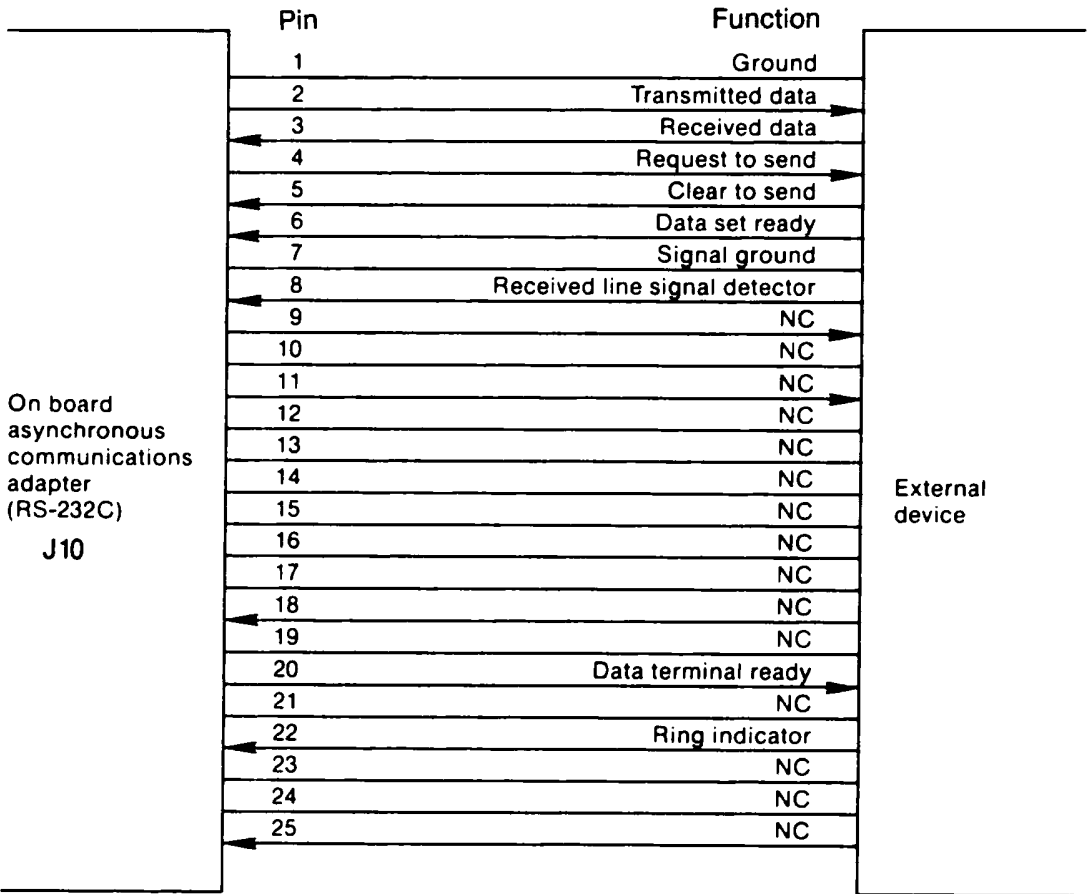 Pin Function
1 Ground
2 Transmitted data
3 Received data
4 Request to send
5 Clear to send
6 Data set ready
7 Signal ground
8 Received line signal detector
9 NC
10 NC
11 NC
12 NC
13 NC
14 NC
15 NC
16 NC
17 NC
18 NC
19 NC
20 Data terminal ready
21 NC
22 Ring indicator
23 NC
24 NC
25 NC
On board
asynchronous
communications
adapter
(RS-232C)
J10
External
device